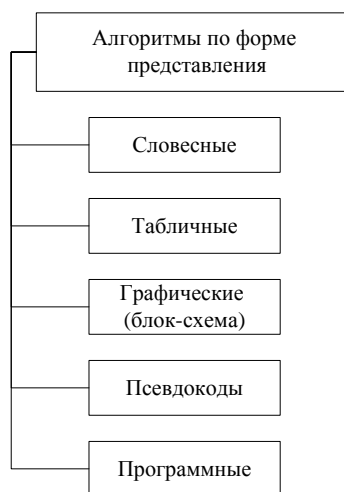 Алгоритмы по форме
представления
Словесные
Табличные
Графические
(блок-схема)
Псевдокоды
Программные